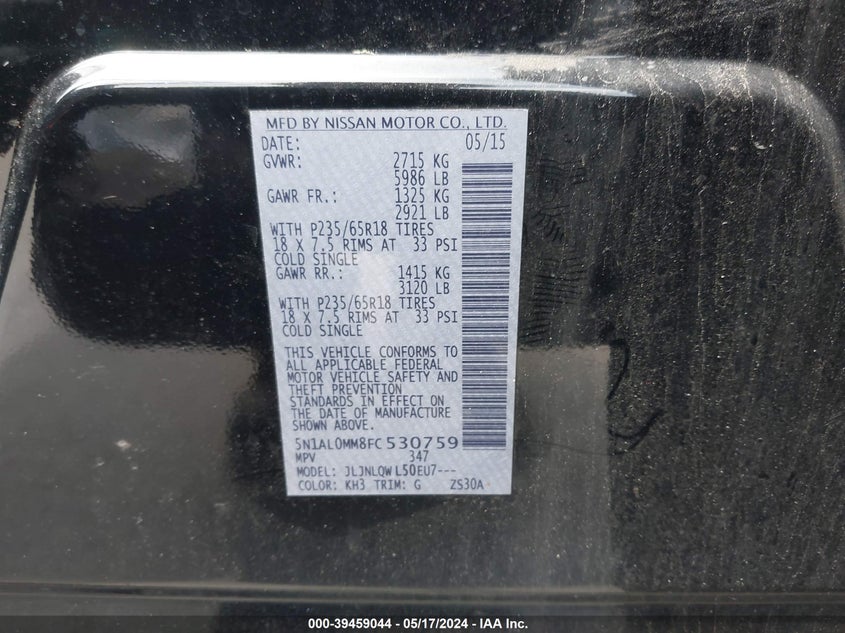 MFD BY NISSAN MOTOR CO., LTD.
DATE: 05/15
GVWR: 2715 KG
5986 LB
GAWR FR.: 1325 KG
2921 LB
WITH P235/65R18 TIRES
18 X 7.5 RIMS AT 33 PSI
COLD SINGLE
GAWR RR.: 1415 KG
3120 LB
WITH P235/65R18 TIRES
18 X 7.5 RIMS AT 33 PSI
COLD SINGLE
THIS VEHICLE CONFORMS TO
ALL APPLICABLE FEDERAL
MOTOR VEHICLE SAFETY AND
THEFT PREVENTION
STANDARDS IN EFFECT ON
THE DATE OF MANUFACTURE
SHOWN ABOVE.
5N1AL0MM8FC530759
MPV 347
MODEL: JLJNLQWL50EU7---
COLOR: KH3 TRIM: G ZS30A
000-39459044 — 05/17/2024 — IAA Inc.